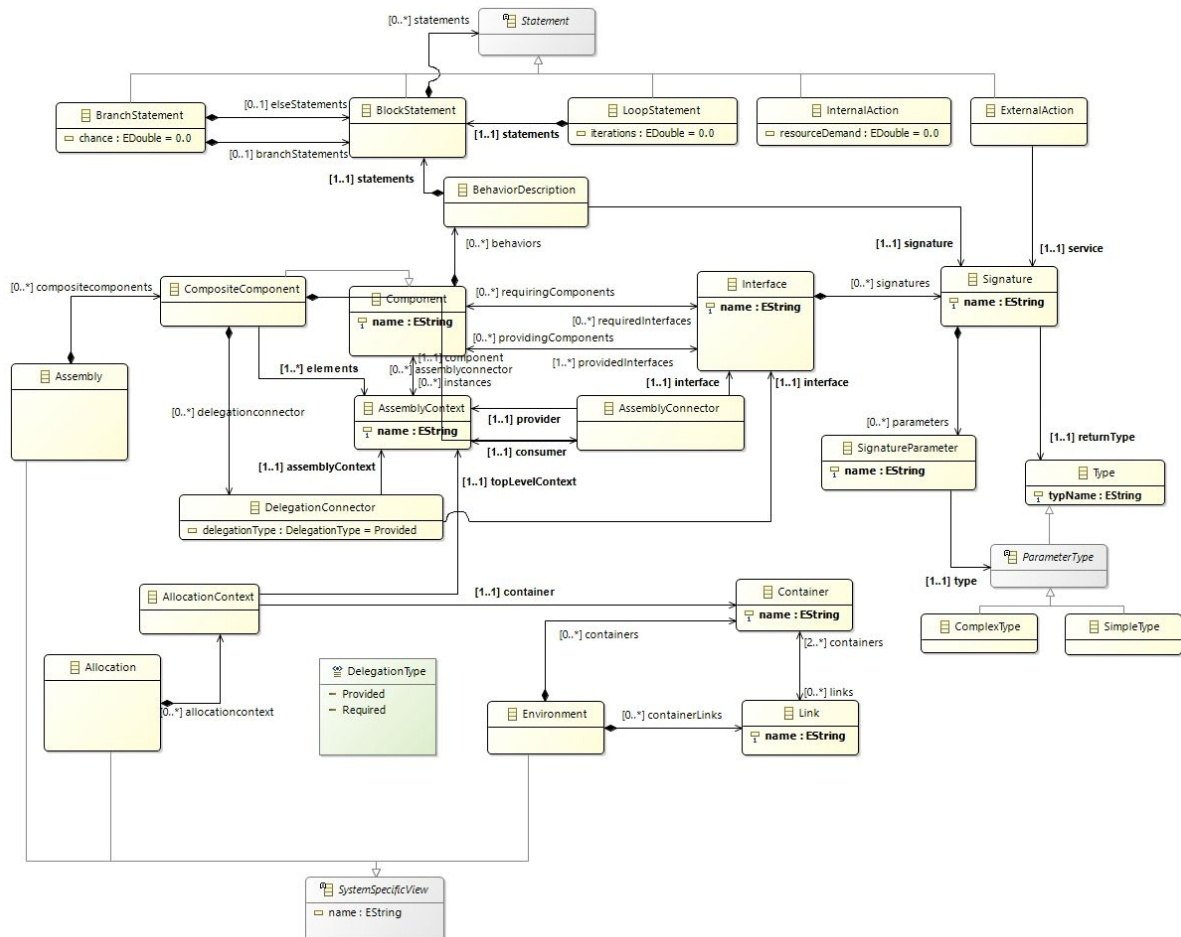 [0..*] statements
Statement
BranchStatement
chance : EDouble = 0.0
[0..1] elseStatements
[0..1] branchStatements
BlockStatement
[1..1] statements
LoopStatement
iterations : EDouble = 0.0
InternalAction
resourceDemand : EDouble = 0.0
ExternalAction
[1..1] statements
BehaviorDescription
[0..*] behaviors
[1..1] signature
[1..1] service
[0..*] compositecomponents
CompositeComponent
Component
name : EString
[0..*] requiringComponents
[0..*] requiredInterfaces
[0..*] providingComponents
[1..*] providedInterfaces
Interface
name : EString
[0..*] signatures
Signature
name : EString
[1..1] component
[0..*] assemblyconnector
[0..*] instances
Assembly
[1..*] elements
[1..1] interface
[1..1] interface
[0..*] delegationconnector
AssemblyContext
name : EString
[1..1] provider
[1..1] consumer
AssemblyConnector
[0..*] parameters
SignatureParameter
name : EString
[1..1] returnType
Type
typName : EString
[1..1] assemblyContext
[1..1] topLevelContext
DelegationConnector
delegationType : DelegationType = Provided
ParameterType
[1..1] type
ComplexType
SimpleType
AllocationContext
[1..1] container
Container
name : EString
[0..*] containers
[2..*] containers
Allocation
[0..*] allocationcontext
DelegationType
Provided
Required
Environment
[0..*] containerLinks
[0..*] links
Link
name : EString
SystemSpecificView
name : EString